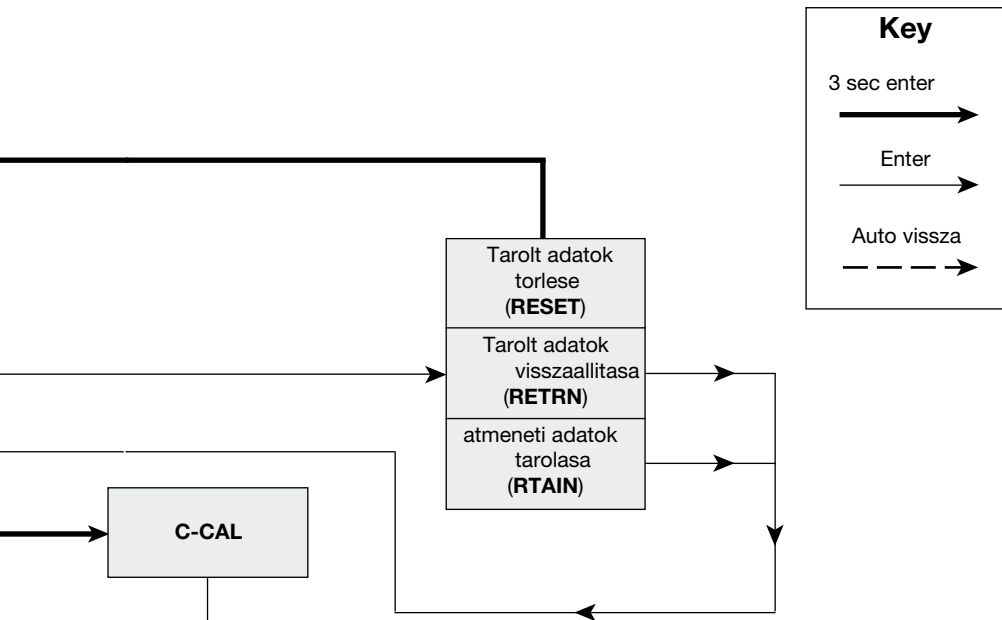 Key
3 sec enter
Enter
Auto vissza
Tarolt adatok
torlese
(RESET)
Tarolt adatok
visszaallitasa
(RETRN)
atmeneti adatok
tarolasa
(RTAIN)
C-CAL